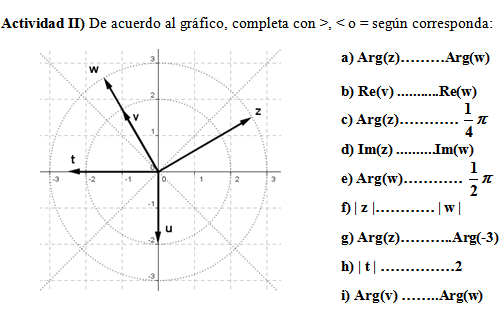 Actividad II) De acuerdo al gráfico, completa con >, < o = según corresponda:
a) Arg(z).........Arg(w)
b) Re(v) ...........Re(w)
c) Arg(z)............ 1/4 π
d) Im(z) ..........Im(w)
e) Arg(w)............ 1/2 π
f) | z |............ | w |
g) Arg(z)...........Arg(-3)
h) | t | ...............2
i) Arg(v) ........Arg(w)
w
v
z
t
u
3
2
1
-3 -2 -1 0 1 2 3
0
-1
-2
-3